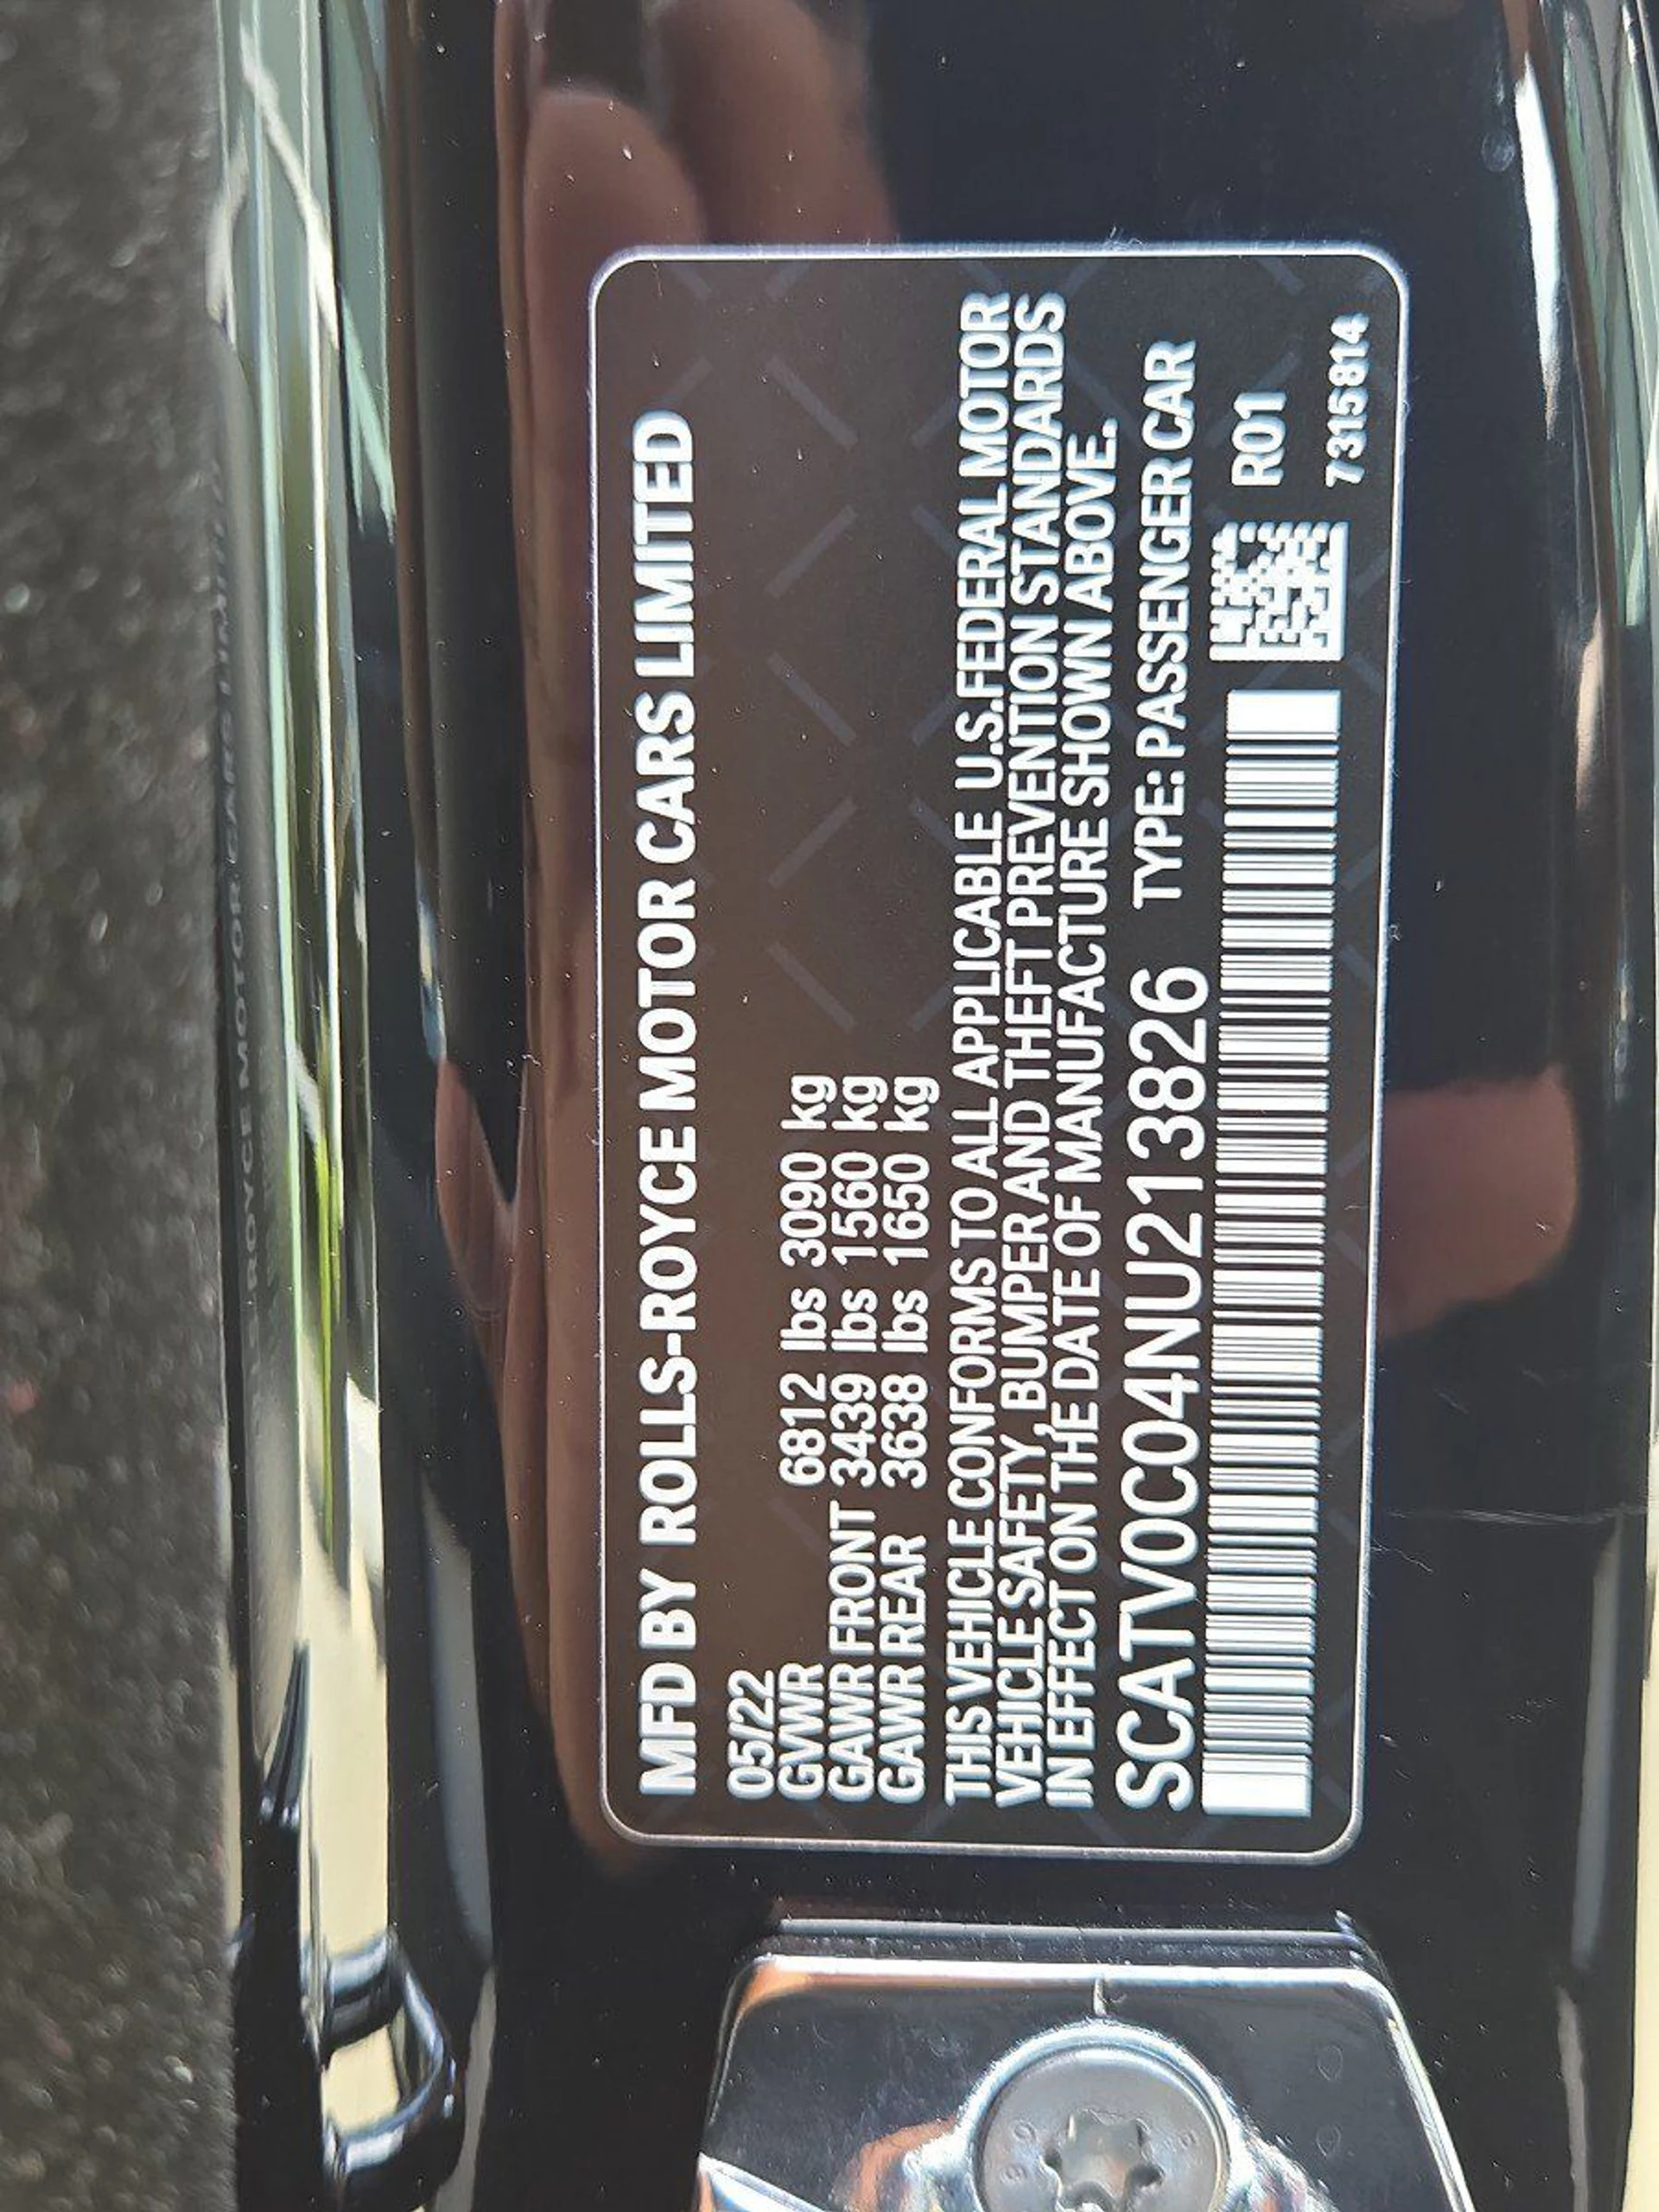 MFD BY ROLLS-ROYCE MOTOR CARS LIMITED
05/22
GVWR 6812 lbs 3090 kg
GAWR FRONT 3439 lbs 1560 kg
GAWR REAR 3638 lbs 1650 kg
THIS VEHICLE CONFORMS TO ALL APPLICABLE U.S.FEDERAL MOTOR
VEHICLE SAFETY, BUMPER AND THEFT PREVENTION STANDARDS
IN EFFECT ON THE DATE OF MANUFACTURE SHOWN ABOVE.
SCATV0C04NU213826 TYPE: PASSENGER CAR
R01
7315814